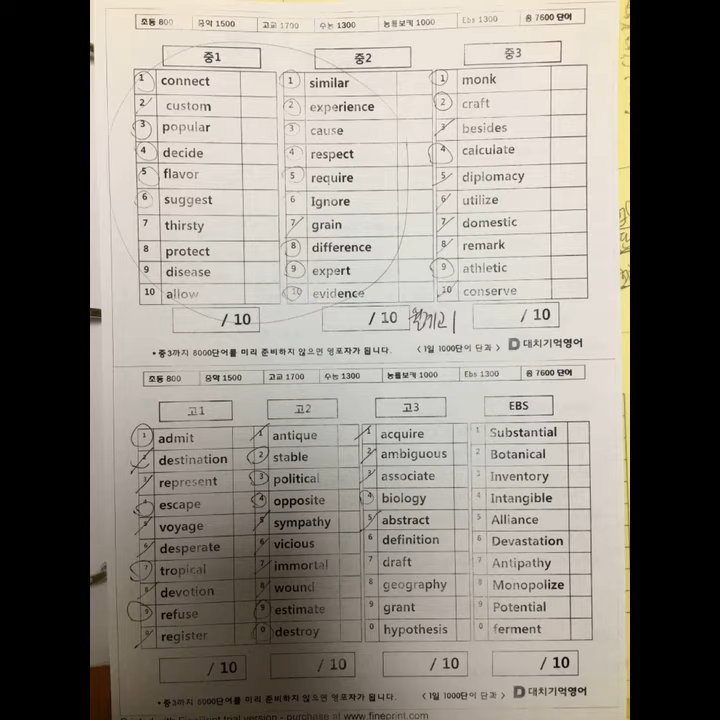 초등 800 중학 1500 고교 1700 수능 1300 능률보카 1000 Ebs 1300 총 7600 단어
중1 중2 중3
1 connect 1 similar 1 monk
2 custom 2 experience 2 craft
3 popular 3 cause 3 besides
4 decide 4 respect 4 calculate
5 flavor 5 require 5 diplomacy
6 suggest 6 Ignore 6 utilize
7 thirsty 7 grain 7 domestic
8 protect 8 difference 8 remark
9 disease 9 expert 9 athletic
10 allow 10 evidence 10 conserve
/ 10 / 10 / 10
*중3까지 8000단어를 미리 준비하지 않으면 영포자가 됩니다. <1일 1000단어 단과> D 대치기억영어
초등 800 중학 1500 고교 1700 수능 1300 능률보카 1000 Ebs 1300 총 7600 단어
고1 고2 고3 EBS
1 admit 1 antique 1 acquire 1 Substantial
2 destination 2 stable 2 ambiguous 2 Botanical
3 represent 3 political 3 associate 3 Inventory
4 escape 4 opposite 4 biology 4 Intangible
5 voyage 5 sympathy 5 abstract 5 Alliance
6 desperate 6 vicious 6 definition 6 Devastation
7 tropical 7 immortal 7 draft 7 Antipathy
8 devotion 8 wound 8 geography 8 Monopolize
9 refuse 9 estimate 9 grant 9 Potential
0 register 0 destroy 0 hypothesis 0 ferment
/ 10 / 10 / 10 / 10
*중3까지 8000단어를 미리 준비하지 않으면 영포자가 됩니다. <1일 1000단어 단과> D 대치기억영어
trial version - purchase at www.fineprint.com